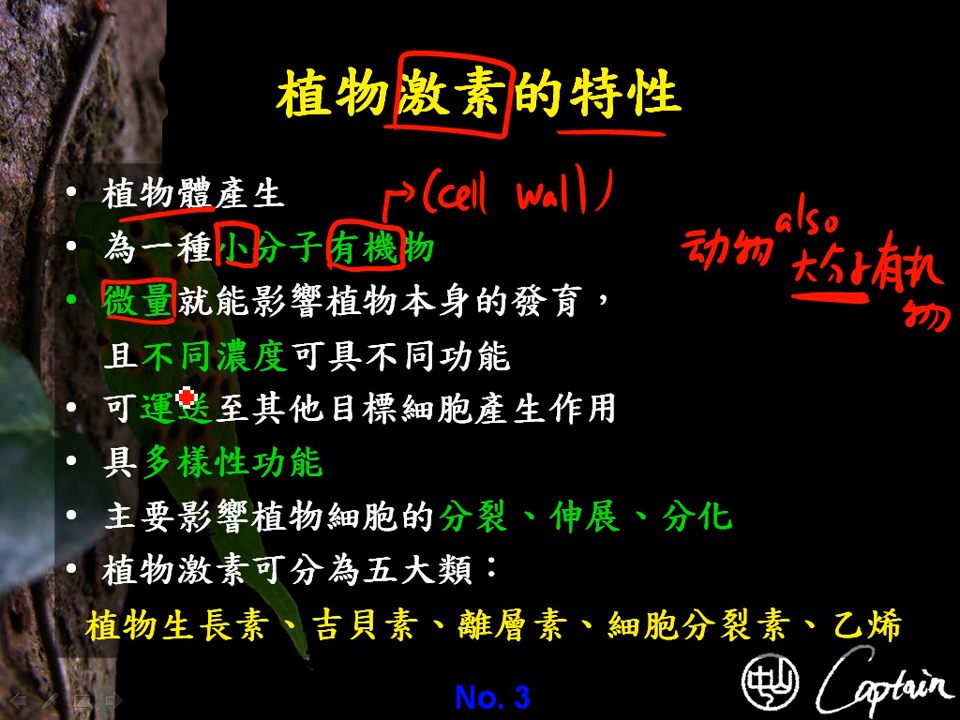 植物激素的特性
• 植物體產生
→(cell wall)
• 為一種小分子有機物
动物 also
大分子有机
物
• 微量就能影響植物本身的發育，
且不同濃度可具不同功能
• 可運送至其他目標細胞產生作用
• 具多樣性功能
• 主要影響植物細胞的分裂、伸展、分化
• 植物激素可分為五大類：
植物生長素、吉貝素、離層素、細胞分裂素、乙烯
中山 Captain
No. 3